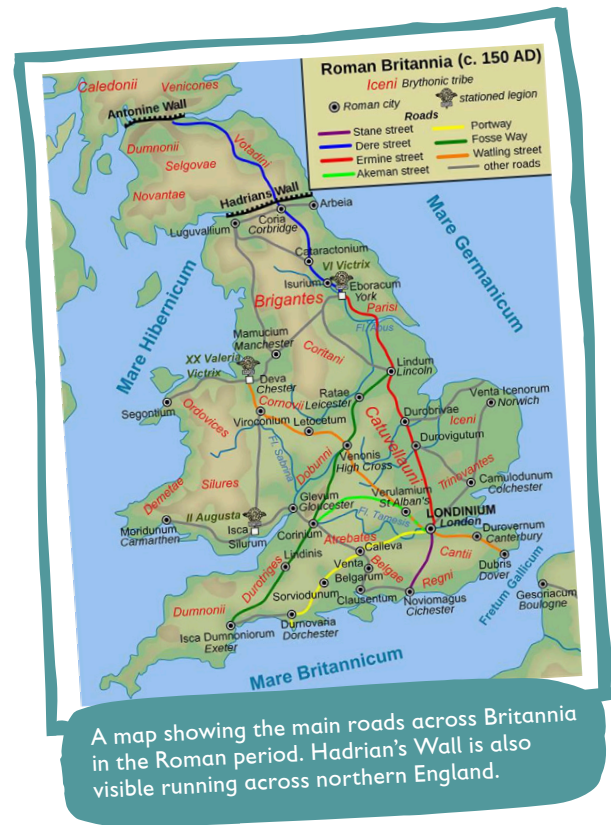 Roman Britannia (c. 150 AD)
Iceni Brythonic tribe
Roman city
stationed legion
Roads
Stane street
Dere street
Ermine street
Akeman street
Portway
Fosse Way
Watling street
other roads
Caledonii
Venicones
Antonine Wall
Dumnonii
Votadini
Selgovae
Novantae
Hadrians Wall
Arbeia
Coria
Corbridge
Luguvallium
Cataractonium
VI Victrix
Isurium
Eboracum
York
Brigantes
Parisi
Fl. Abus
Mare Germanicum
Mare Hibernicum
Mamucium
Manchester
Coritani
XX Valeria
Victrix
Deva
Chester
Lindum
Lincoln
Segontium
Ordovices
Cornovii
Ratae
Leicester
Viroconium
Letocetum
Durobrivae
Venta Icenorum
Norwich
Iceni
Catuvellauni
Durovigutum
Venonis
High Cross
Fl. Sabrina
Dobunni
Silures
Demetae
Trinovantes
Camulodunum
Colchester
Verulamium
St Alban's
Glevum
Gloucester
II Augusta
Isca
Silurum
Moridunum
Carmarthen
Corinium
Fl. Tamesis
LONDINIUM
London
Durovernum
Canterbury
Atrebates
Calleva
Cantii
Dubris
Dover
Lindinis
Venta
Belgarum
Belgae
Regni
Durotriges
Sorviodunum
Clausentum
Noviomagus
Cichester
Fretum Gallicum
Gesoriacum
Boulogne
Dumnonii
Durnovaria
Dorchester
Isca Dumnoniorum
Exeter
Mare Britannicum
A map showing the main roads across Britannia
in the Roman period. Hadrian's Wall is also
visible running across northern England.